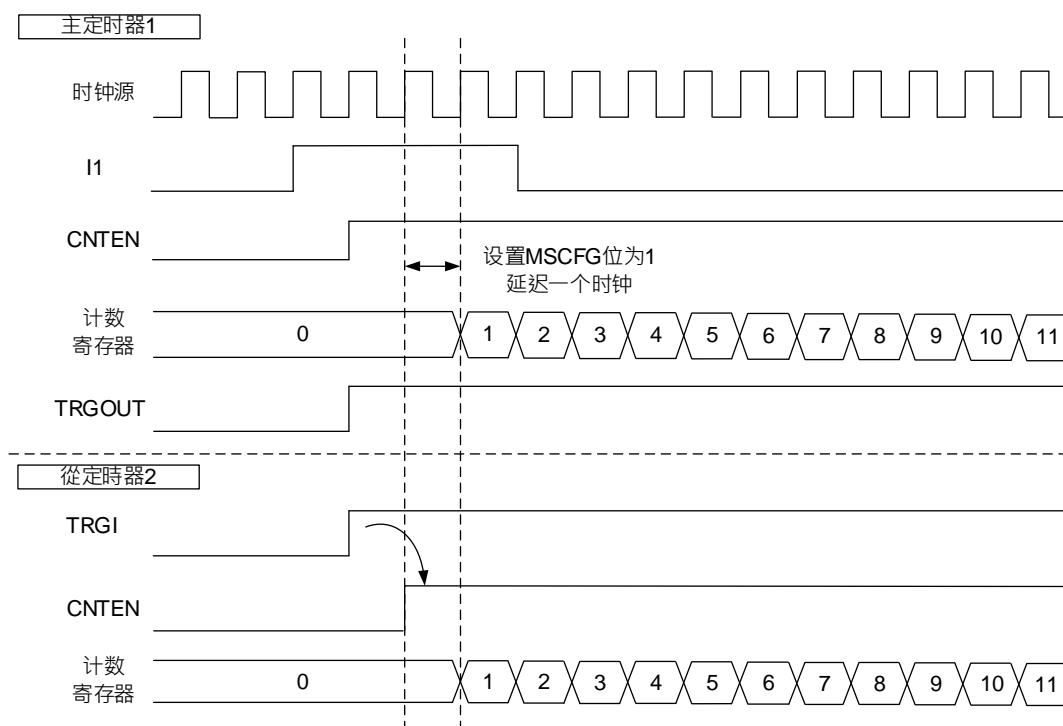 主定时器1
时钟源
I1
CNTEN
设置MSCFG位为1
延迟一个时钟
计数
寄存器
0 1 2 3 4 5 6 7 8 9 10 11
TRGOUT
從定時器2
TRGI
CNTEN
计数
寄存器
0 1 2 3 4 5 6 7 8 9 10 11